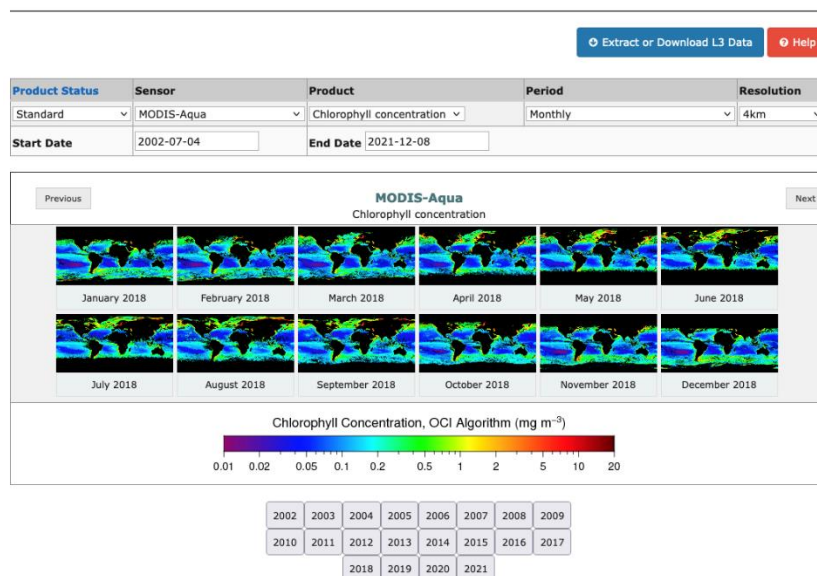 Extract or Download L3 Data Help
Product Status Sensor Product Period Resolution
Standard MODIS-Aqua Chlorophyll concentration Monthly 4km
Start Date 2002-07-04 End Date 2021-12-08
Previous MODIS-Aqua Next
Chlorophyll concentration
January 2018 February 2018 March 2018 April 2018 May 2018 June 2018
July 2018 August 2018 September 2018 October 2018 November 2018 December 2018
Chlorophyll Concentration, OCI Algorithm (mg m⁻³)
0.01 0.02 0.05 0.1 0.2 0.5 1 2 5 10 20
2002 2003 2004 2005 2006 2007 2008 2009
2010 2011 2012 2013 2014 2015 2016 2017
2018 2019 2020 2021